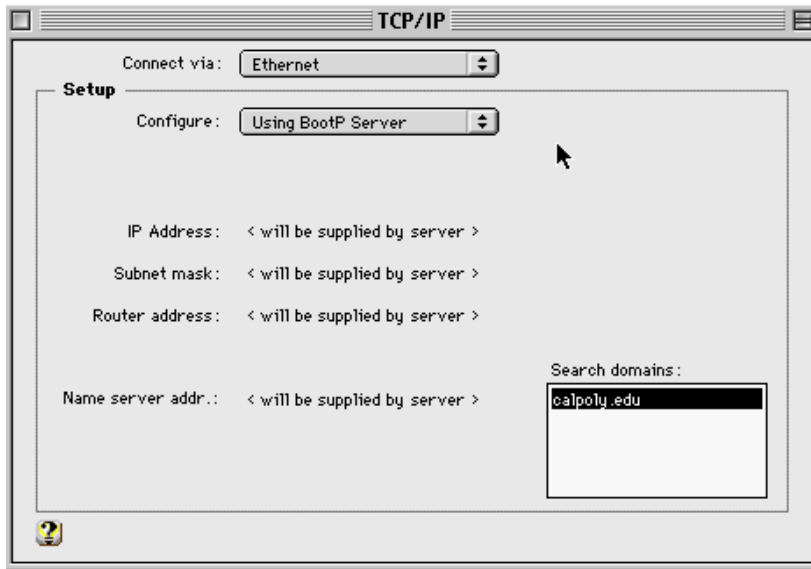 TCP/IP
Connect via: Ethernet
Setup
Configure: Using BootP Server
IP Address: < will be supplied by server >
Subnet mask: < will be supplied by server >
Router address: < will be supplied by server >
Search domains:
Name server addr.: < will be supplied by server >
calpoly.edu
?